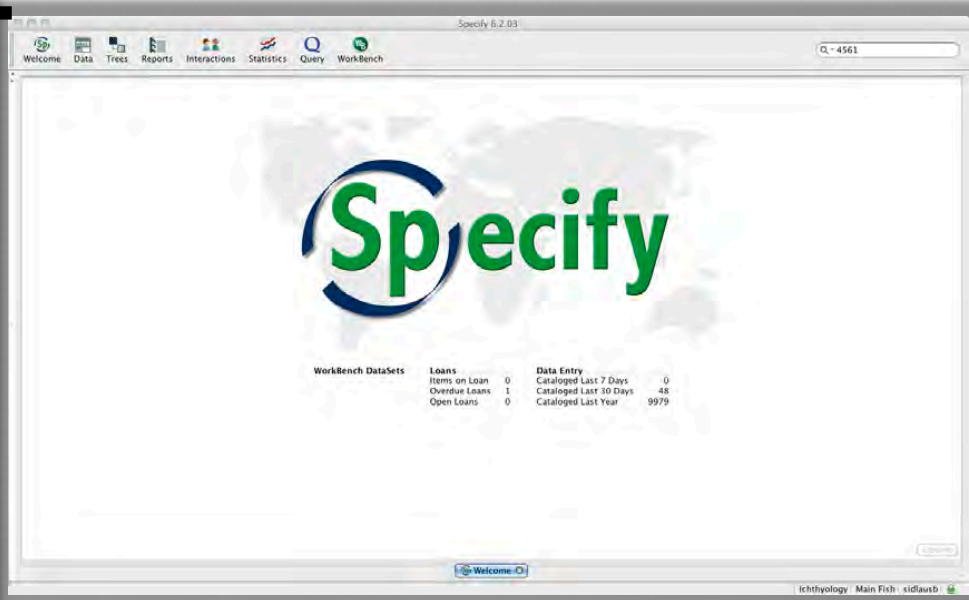 Specify 6.2.03
Welcome Data Trees Reports Interactions Statistics Query WorkBench
4561
Specify
WorkBench DataSets Loans Data Entry
Items on Loan 0 Cataloged Last 7 Days 0
Overdue Loans 1 Cataloged Last 30 Days 48
Open Loans 0 Cataloged Last Year 9979
Welcome
Ichthyology Main Fish sidlausb